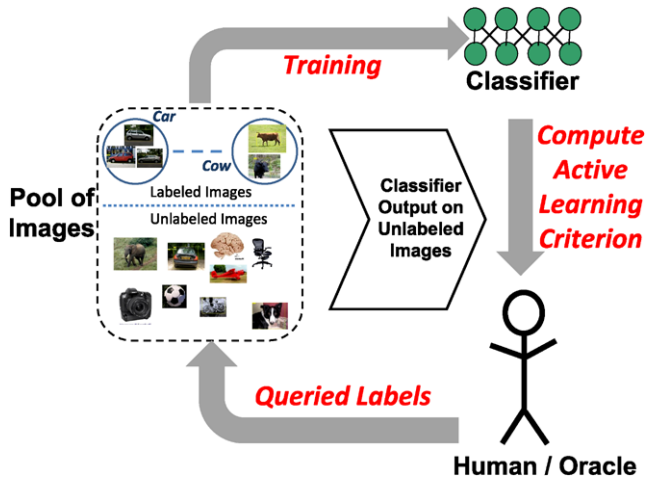 Training
Classifier
Car
Cow
Labeled Images
Unlabeled Images
Pool of
Images
Classifier
Output on
Unlabeled
Images
Compute
Active
Learning
Criterion
Queried Labels
Human / Oracle